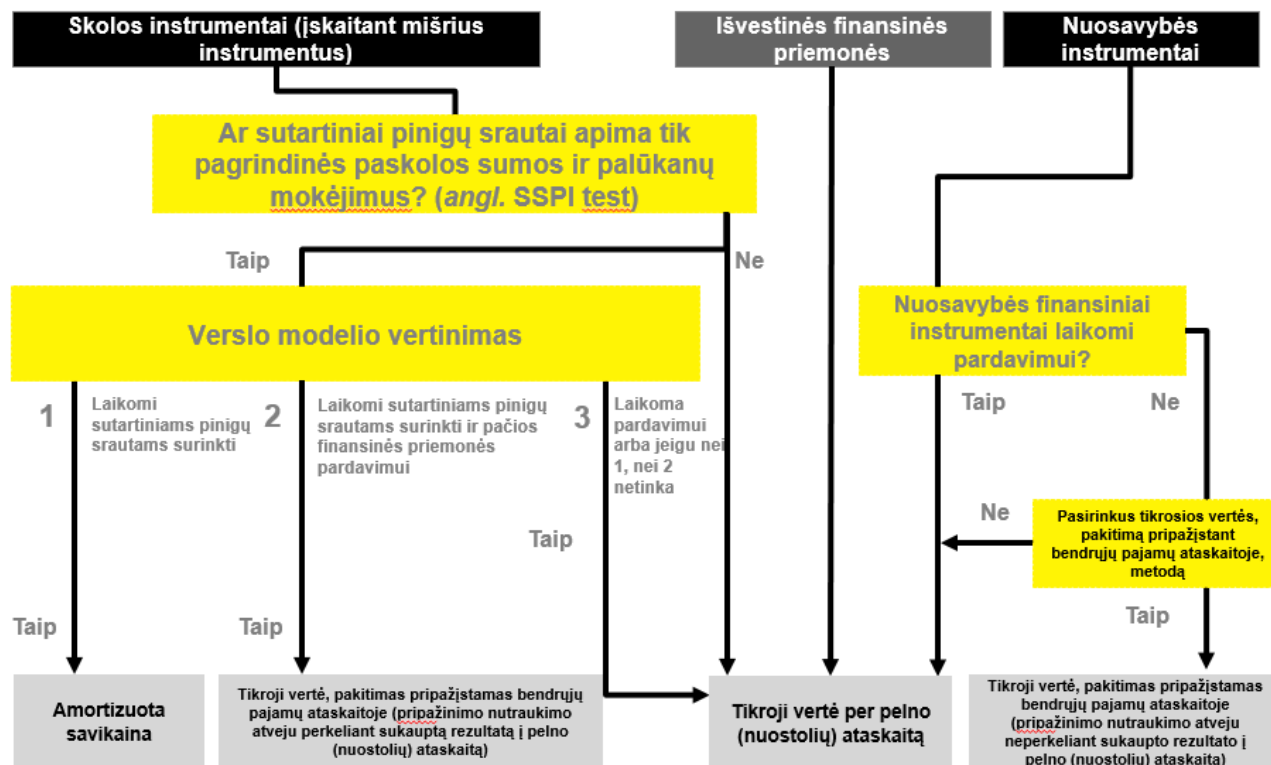 Skolos instrumentai (įskaitant mišrius
instrumentus)
Išvestinės finansinės
priemonės
Nuosavybės
instrumentai
Ar sutartiniai pinigų srautai apima tik
pagrindinės paskolos sumos ir palūkanų
mokėjimus? (angl. SSPI test)
Taip
Ne
Verslo modelio vertinimas
Nuosavybės finansiniai
instrumentai laikomi
pardavimui?
1
Laikomi
sutartiniams pinigų
srautams surinkti
2
Laikomi sutartiniams pinigų
srautams surinkti ir pačios
finansinės priemonės
pardavimui
3
Laikoma
pardavimui
arba jeigu nei
1, nei 2
netinka
Taip
Ne
Taip
Ne
Pasirinkus tikrosios vertės,
pakitimą pripažįstant
bendrųjų pajamų ataskaitoje,
metodą
Taip
Taip
Taip
Amortizuota
savikaina
Tikroji vertė, pakitimas pripažįstamas bendrųjų
pajamų ataskaitoje (pripažinimo nutraukimo
atveju perkeliant sukauptą rezultatą į pelno
(nuostolių) ataskaitą)
Tikroji vertė per pelno
(nuostolių) ataskaitą
Tikroji vertė, pakitimas pripažįstamas
bendrųjų pajamų ataskaitoje
(pripažinimo nutraukimo atveju
neperkeliant sukaupto rezultato į
pelno (nuostolių) ataskaitą)